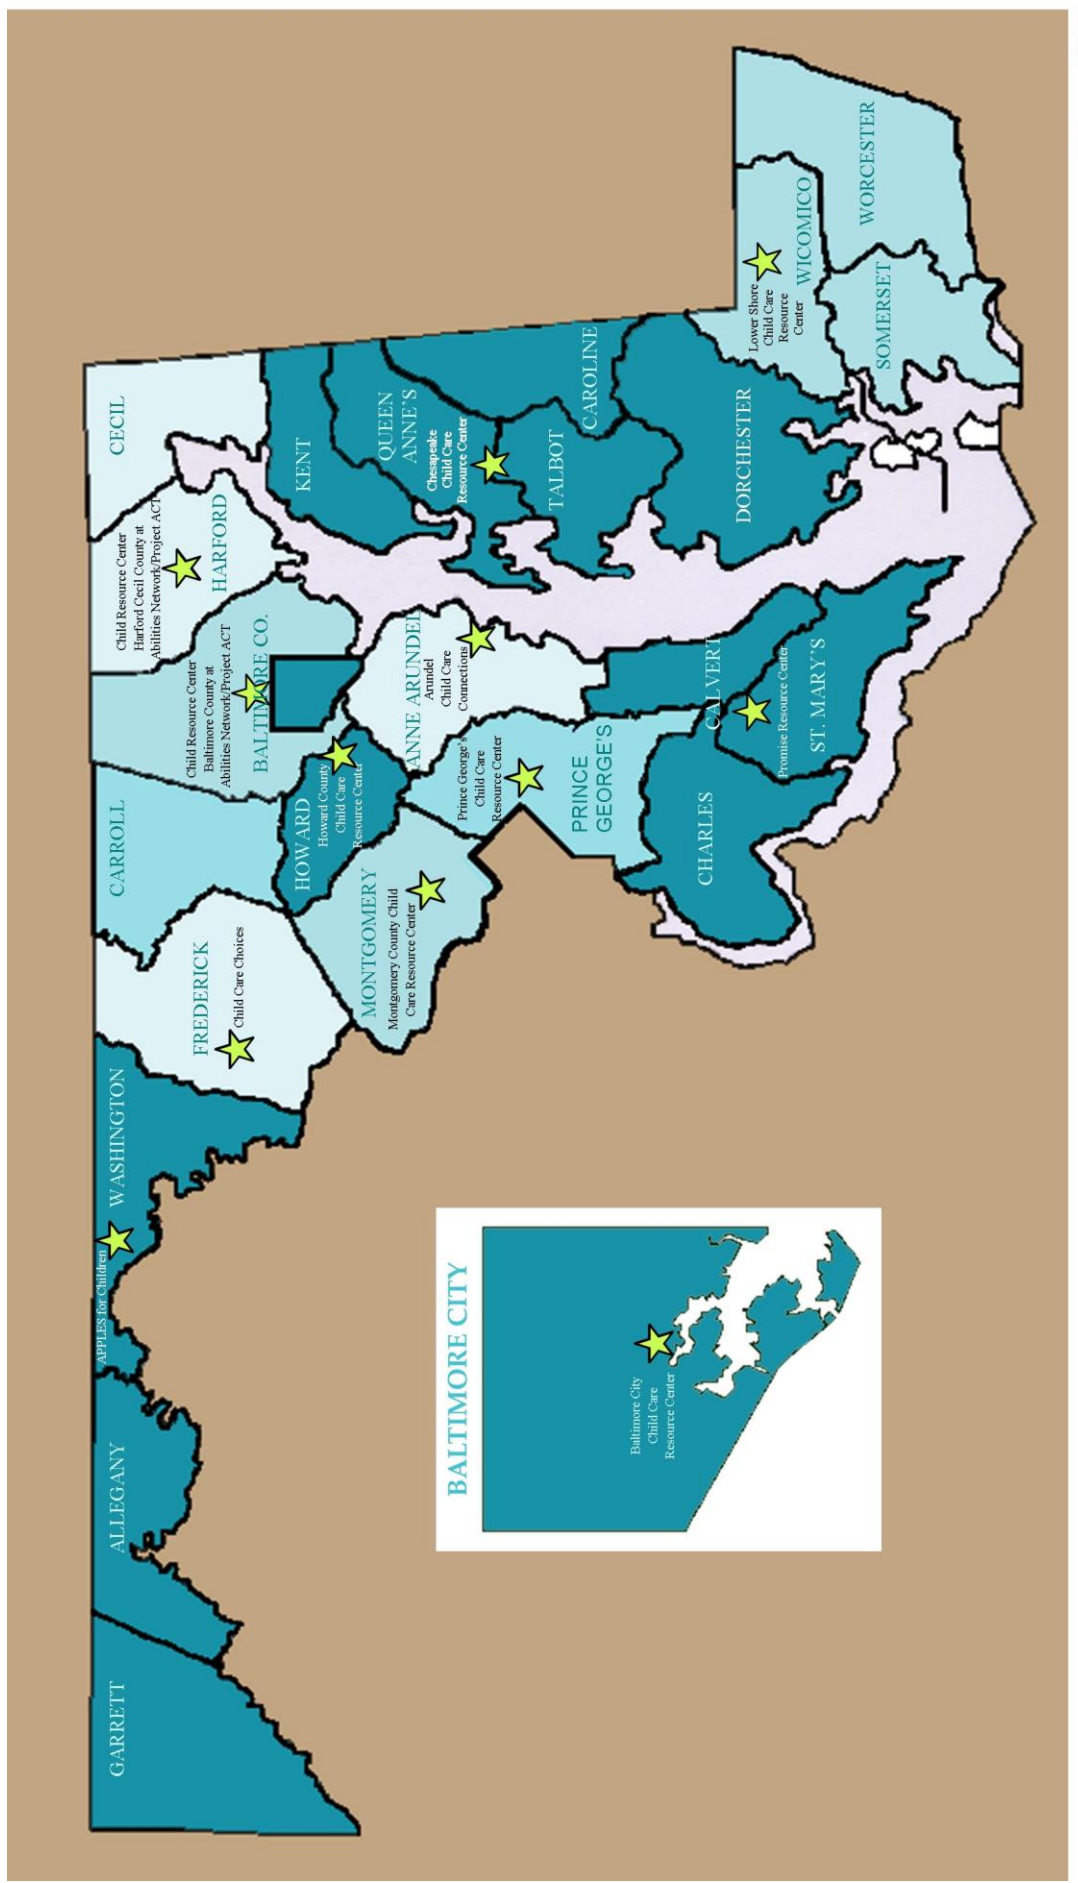 GARRETT
ALLEGANY
APPLES for Children
WASHINGTON
FREDERICK
Child Care Choices
CARROLL
Child Resource Center
Baltimore County at
Abilities Network/Project ACT
BALTIMORE CO.
Child Resource Center
Harford Cecil County at
Abilities Network/Project ACT
HARFORD
CECIL
MONTGOMERY
Montgomery County Child
Care Resource Center
HOWARD
Howard County
Child Care
Resource Center
ANNE ARUNDEL
Arundel
Child Care
Connections
KENT
QUEEN
ANNE'S
Chesapeake
Child Care
Resource Center
TALBOT
CAROLINE
Prince George's
Child Care
Resource Center
PRINCE
GEORGE'S
CHARLES
CALVERT
Promise Resource Center
ST. MARY'S
DORCHESTER
Lower Shore
Child Care
Resource
Center
WICOMICO
SOMERSET
WORCESTER
BALTIMORE CITY
Baltimore City
Child Care
Resource Center